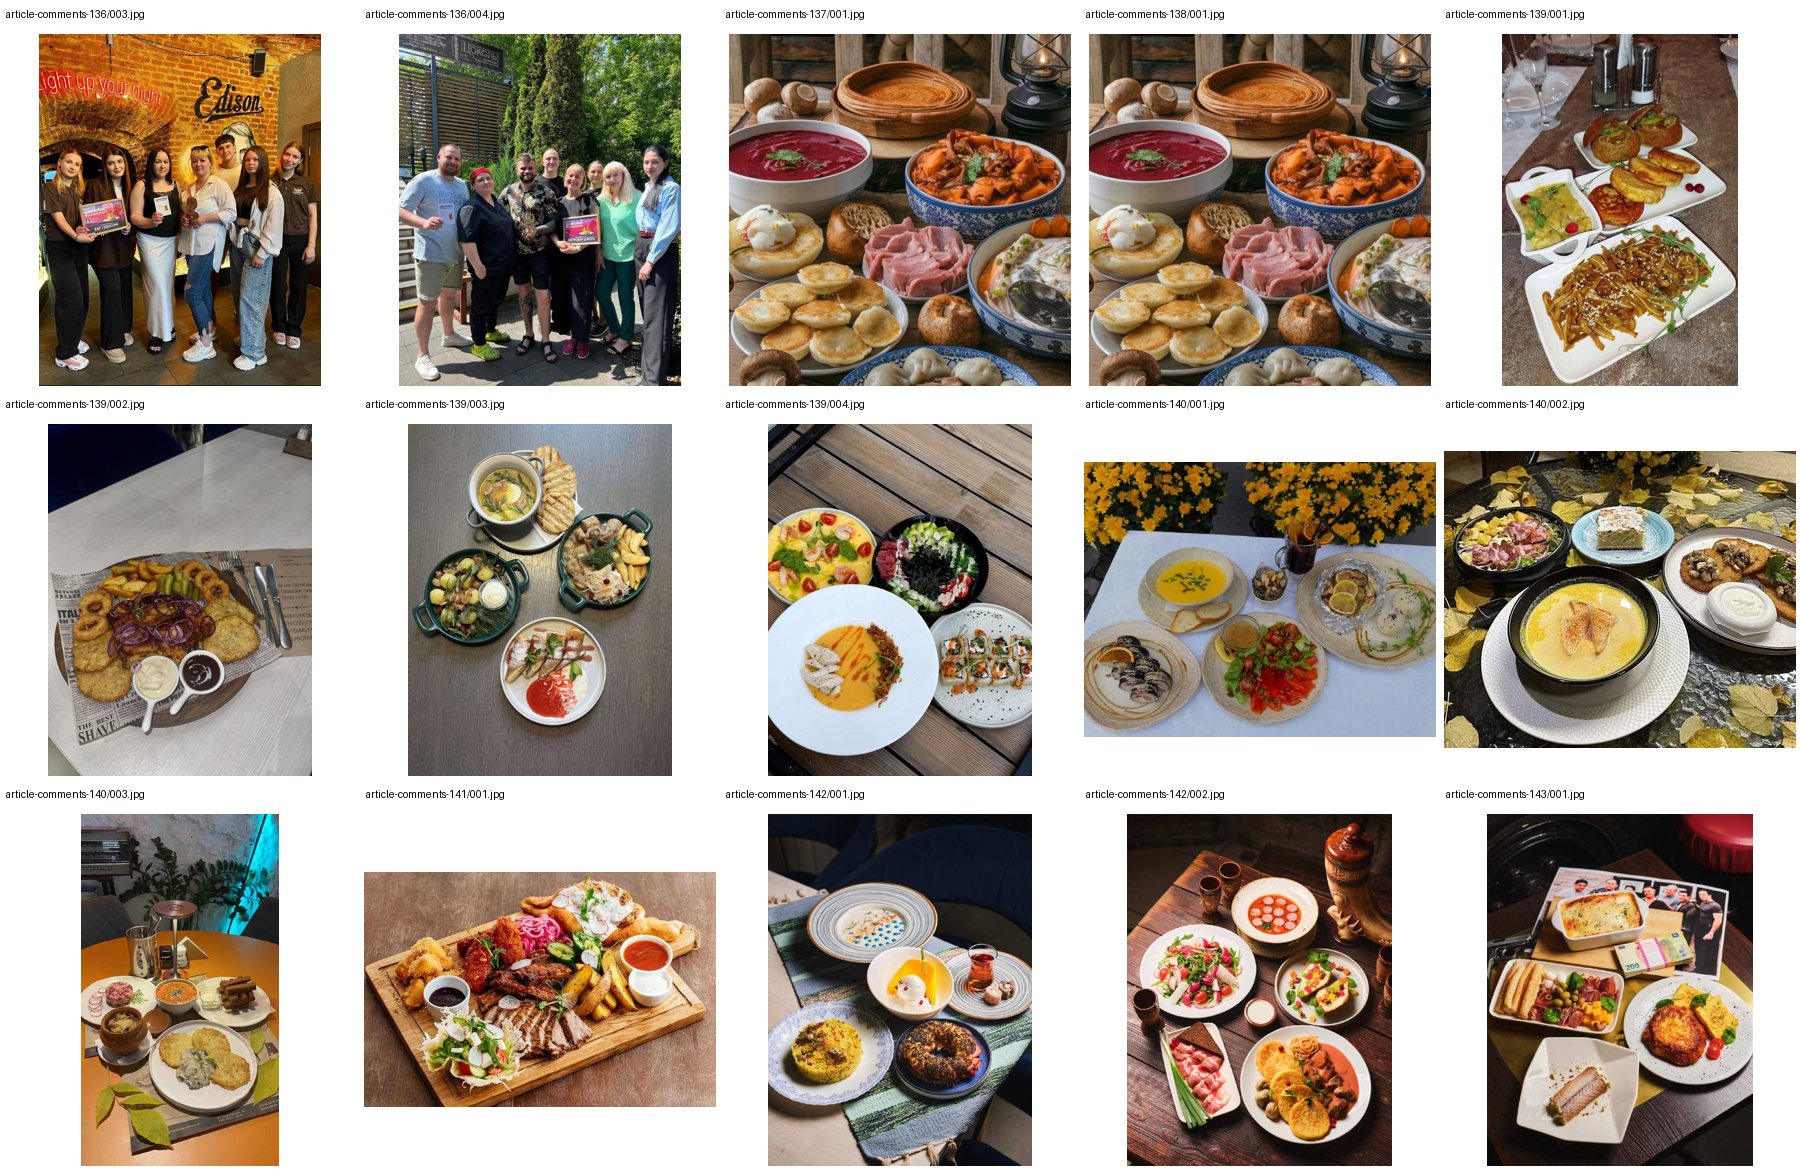 article-comments-136/003.jpg
article-comments-136/004.jpg
article-comments-137/001.jpg
article-comments-138/001.jpg
article-comments-139/001.jpg
light up your night
Edison
ЦОКОЛЬ
article-comments-139/002.jpg
article-comments-139/003.jpg
article-comments-139/004.jpg
article-comments-140/001.jpg
article-comments-140/002.jpg
ITAL
THE BEST
SHAVE
article-comments-140/003.jpg
article-comments-141/001.jpg
article-comments-142/001.jpg
article-comments-142/002.jpg
article-comments-143/001.jpg
200